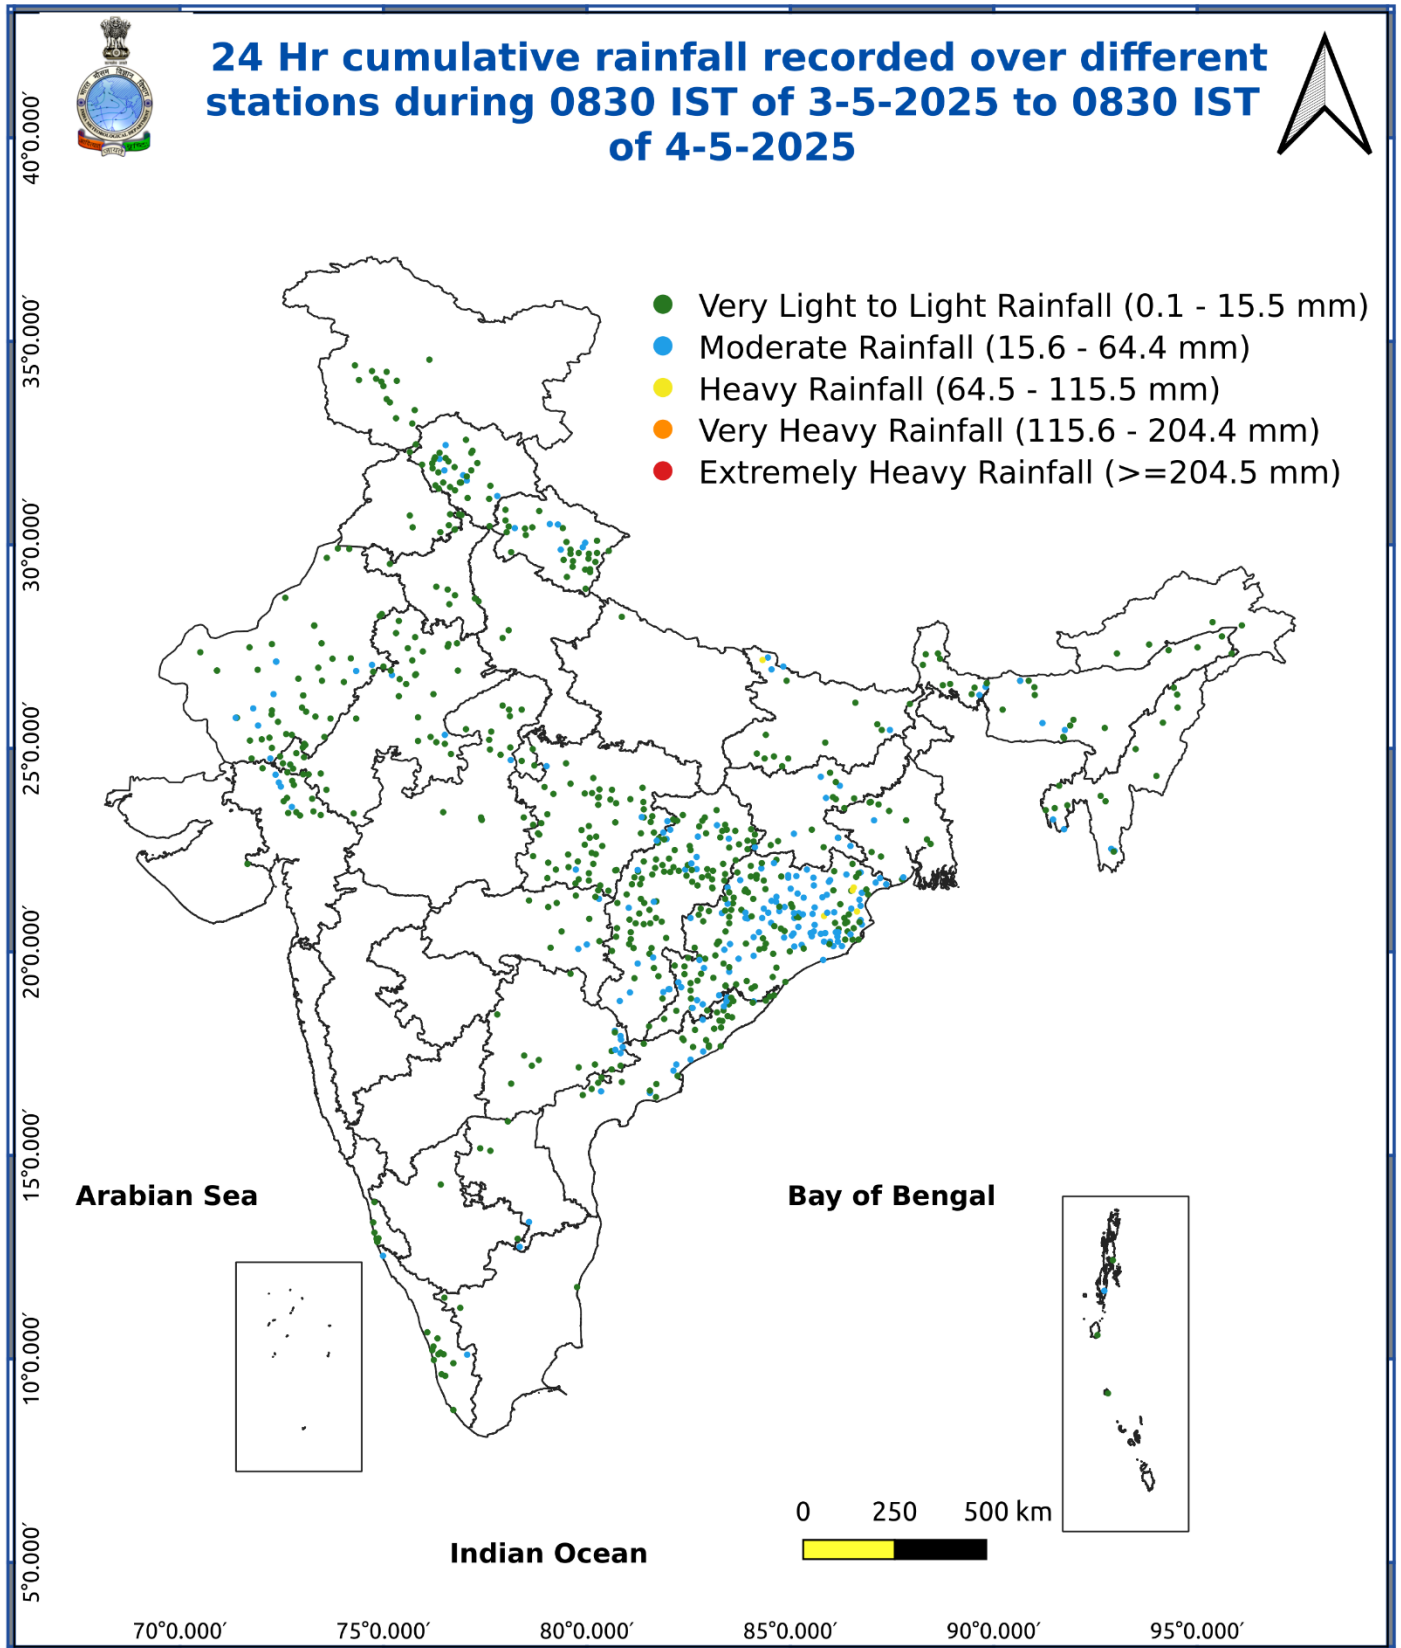 24 Hr cumulative rainfall recorded over different
stations during 0830 IST of 3-5-2025 to 0830 IST
of 4-5-2025
Very Light to Light Rainfall (0.1 - 15.5 mm)
Moderate Rainfall (15.6 - 64.4 mm)
Heavy Rainfall (64.5 - 115.5 mm)
Very Heavy Rainfall (115.6 - 204.4 mm)
Extremely Heavy Rainfall (>=204.5 mm)
40°0.000′
35°0.000′
30°0.000′
25°0.000′
20°0.000′
15°0.000′
10°0.000′
5°0.000′
Arabian Sea
Bay of Bengal
Indian Ocean
0 250 500 km
70°0.000′ 75°0.000′ 80°0.000′ 85°0.000′ 90°0.000′ 95°0.000′